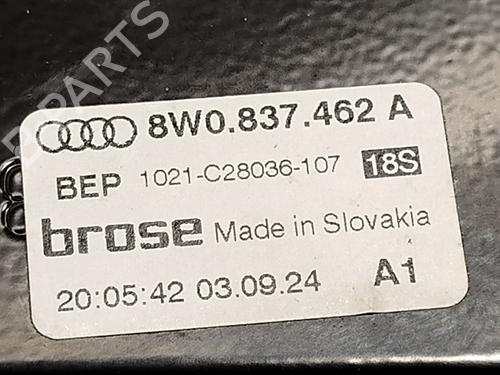 B-PARTS
8W0.837.462 A
BEP 1021-C28036-107 18S
brose Made in Slovakia
20:05:42 03.09.24 A1